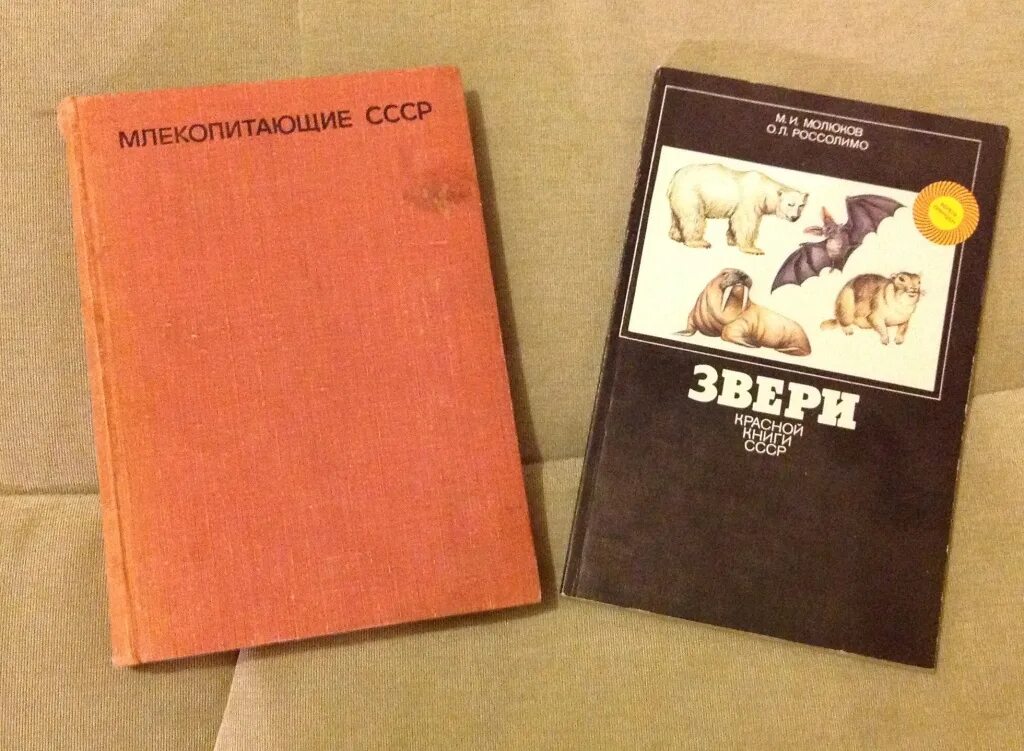 МЛЕКОПИТАЮЩИЕ СССР
М.И. МОЛЮКОВ
О.Л. РОССОЛИМО
ЗВЕРИ
КРАСНОЙ
КНИГИ
СССР